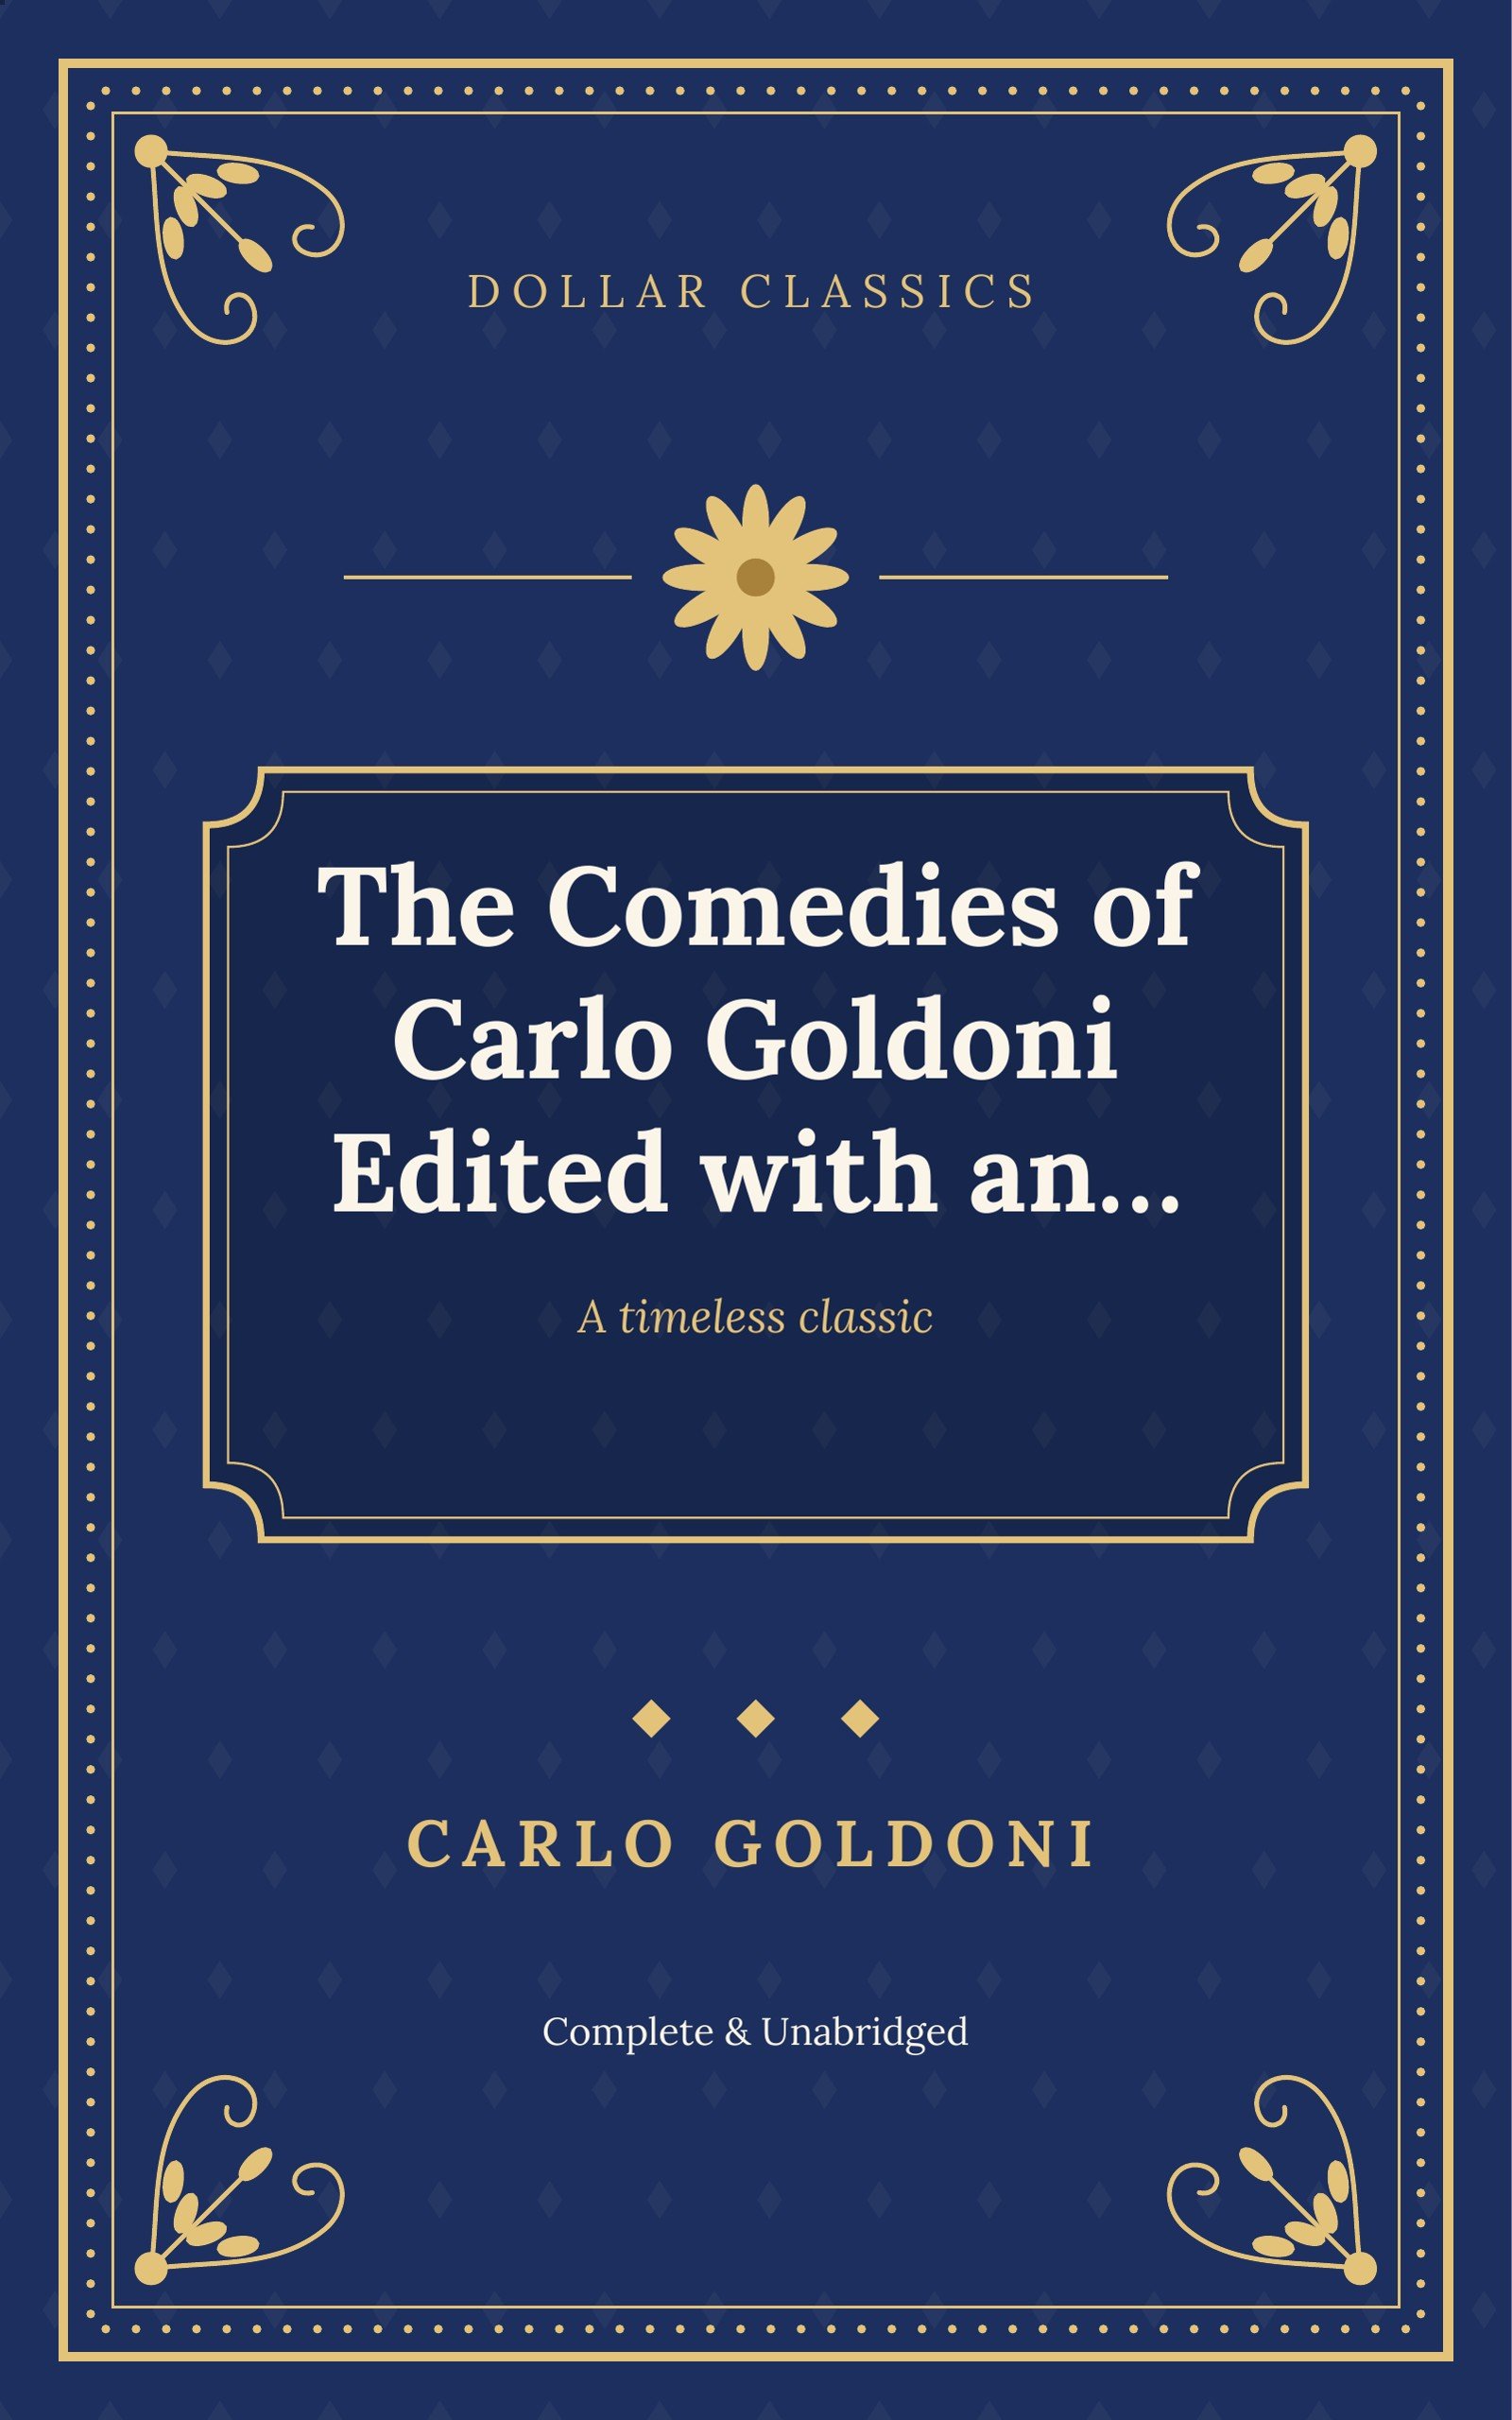 DOLLAR CLASSICS
The Comedies of
Carlo Goldoni
Edited with an...
A timeless classic
CARLO GOLDONI
Complete & Unabridged